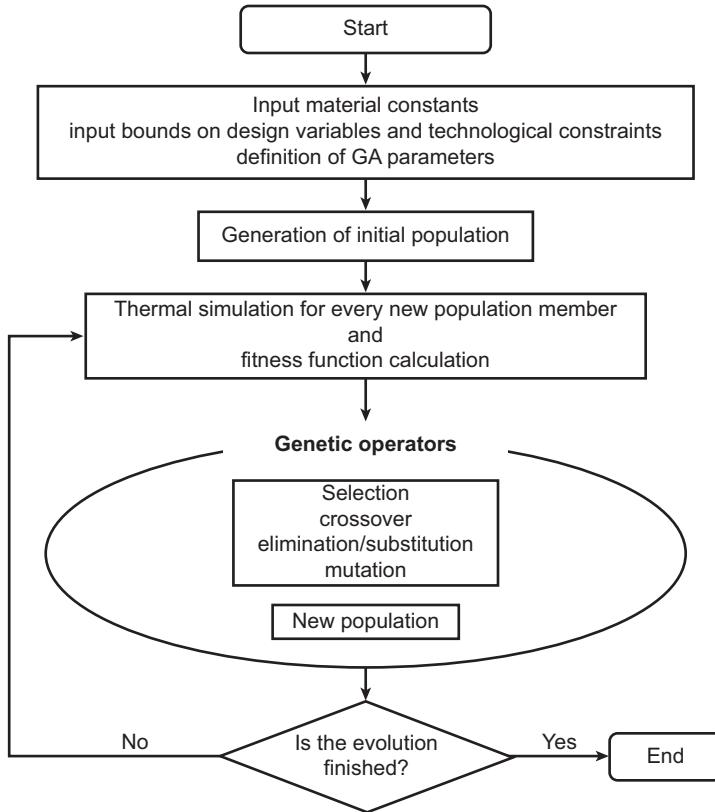 Start
Input material constants
input bounds on design variables and technological constraints
definition of GA parameters
Generation of initial population
Thermal simulation for every new population member
and
fitness function calculation
Genetic operators
Selection
crossover
elimination/substitution
mutation
New population
Is the evolution
finished?
No
Yes
End